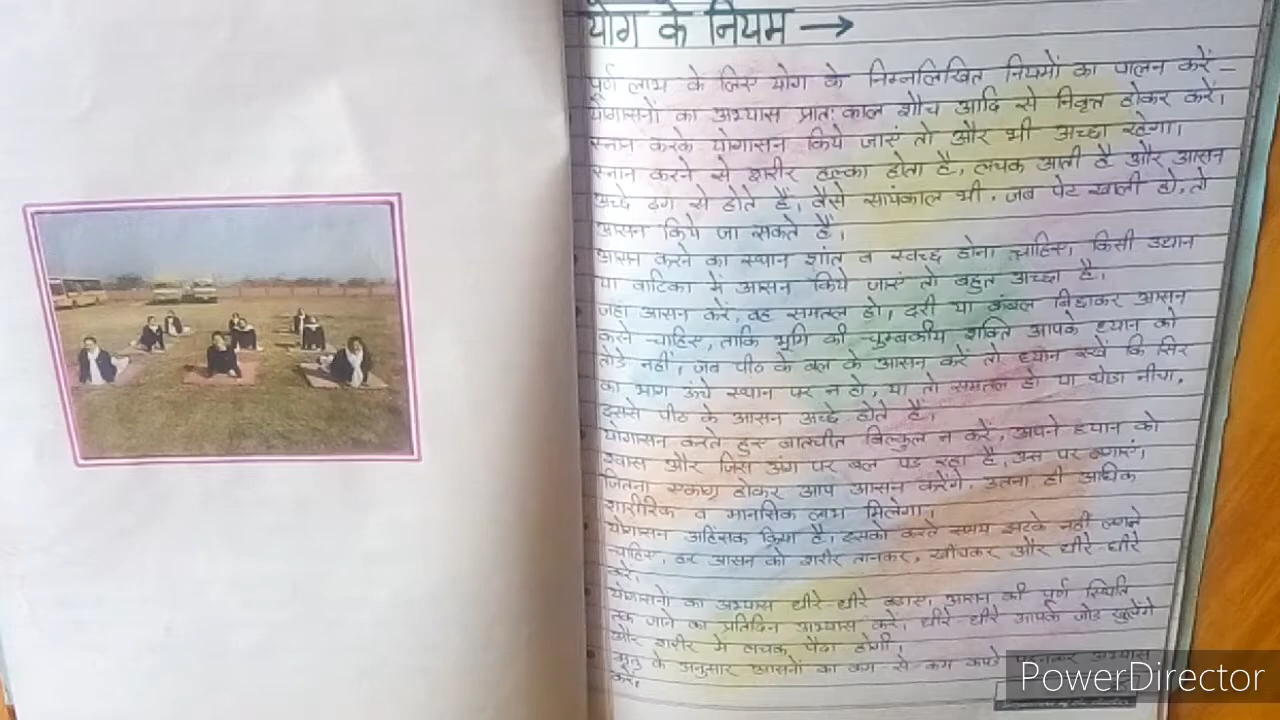 योग के नियम →
पूर्ण लाभ के लिए योग के निम्नलिखित नियमों का पालन करें –
योगासनों का अभ्यास प्रातः काल शौच आदि से निवृत्त होकर करें।
स्नान करके योगासन किये जाएं तो और भी अच्छा रहेगा।
स्नान करने से शरीर हल्का होता है, लचक आती है और आसन
अच्छे ढंग से होते हैं, वैसे सायंकाल भी, जब पेट खाली हो, तो
आसन किये जा सकते हैं।
आसन करने का स्थान शांत व स्वच्छ होना चाहिए, किसी उद्यान
या वाटिका में आसन किये जाएं तो बहुत अच्छा है।
जहां आसन करें, वह समतल हो, दरी या कंबल बिछाकर आसन
करने चाहिए, ताकि भूमि की चुम्बकीय शक्ति आपके ध्यान को
तोडे नहीं, जब पीठ के बल के आसन करें तो ध्यान रखें कि सिर
का भाग ऊंचे स्थान पर न हो, या तो समतल हो या थोडा नीचा,
इससे पीठ के आसन अच्छे होते हैं,
योगासन करते हुए बातचीत बिल्कुल न करें, अपने ध्यान को
श्वास और जिस अंग पर बल पड रहा है, उस पर लगाएं,
जितना एकाग्र होकर आप आसन करेंगे, उतना ही अधिक
शारीरिक व मानसिक लाभ मिलेगा।
योगासन अहिंसक क्रिया है, इसको करते समय झटके नहीं लगने
चाहिए, हर आसन को शरीर तानकर, खींचकर और धीरे-धीरे
करें,
योगासनों का अभ्यास धीरे-धीरे बढाएं, आसन की पूर्ण स्थिति
तक जाने का प्रतिदिन अभ्यास करें, धीरे-धीरे आपके जोड खुलेंगे
और शरीर मे लचक पैदा होगी,
ऋतु के अनुसार आसनों का कम से कम कपडे पहनकर अभ्यास
करें,
PowerDirector